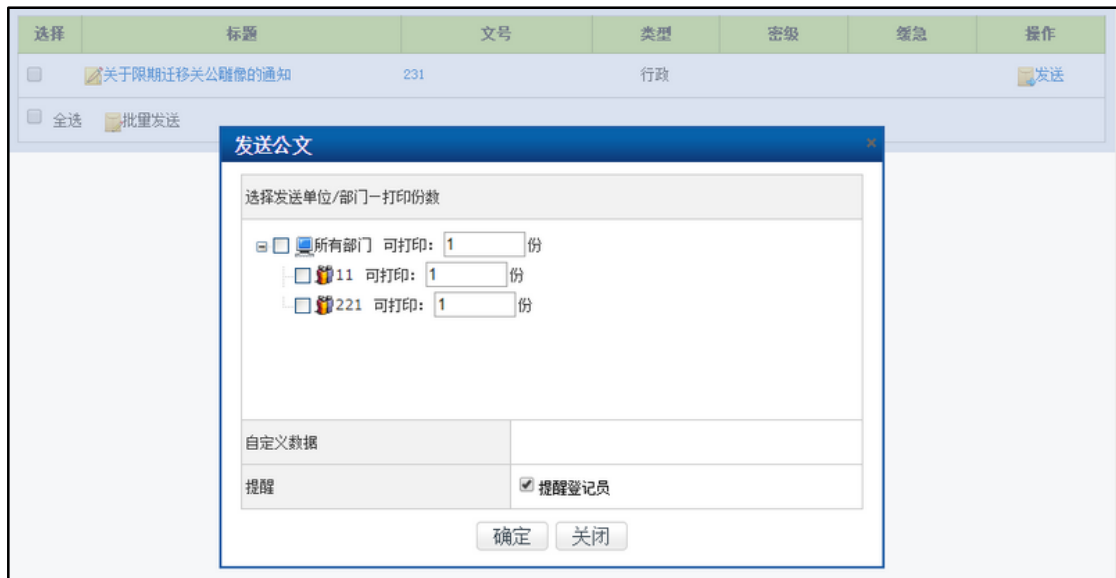 选择 标题 文号 类型 密级 缓急 操作
关于限期迁移关公雕像的通知 231 行政 发送
全选 批量发送
发送公文 ×
选择发送单位/部门—打印份数
所有部门 可打印: 1 份
11 可打印: 1 份
221 可打印: 1 份
自定义数据
提醒 提醒登记员
确定 关闭